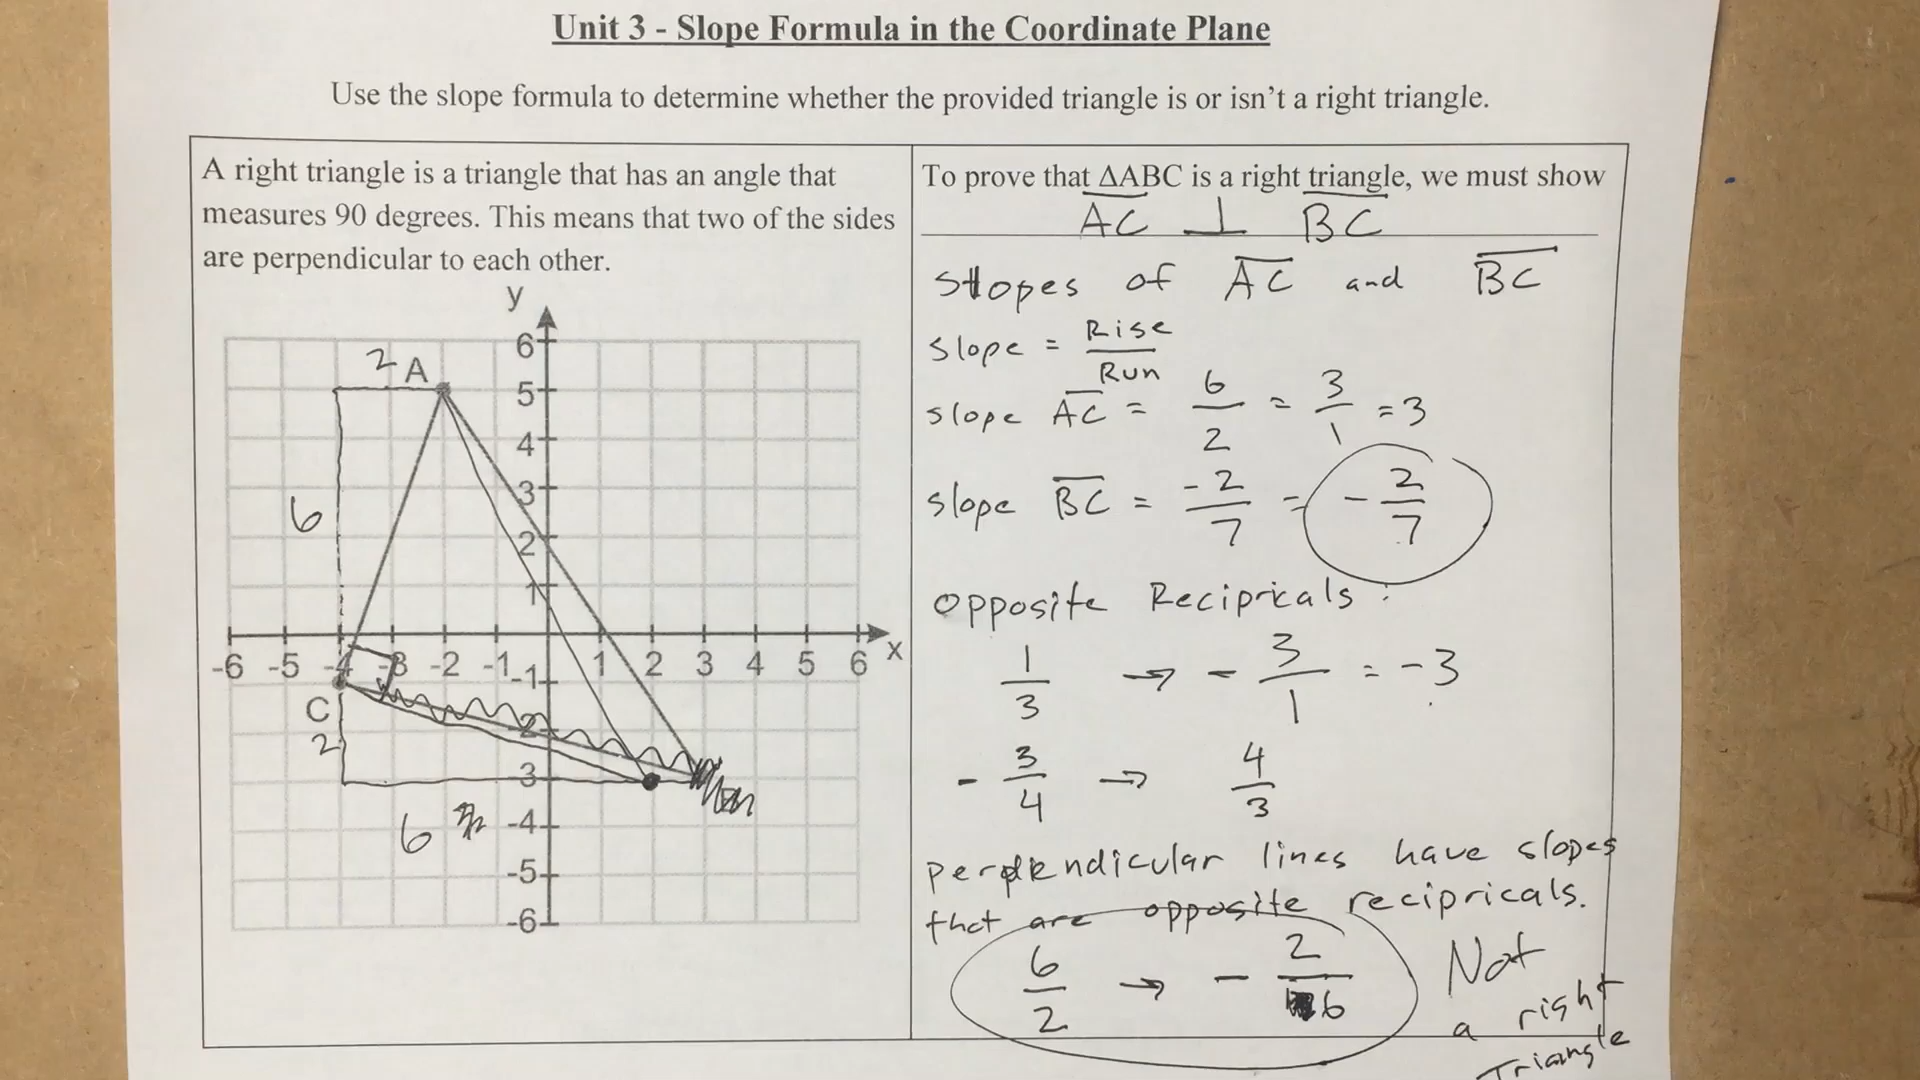 Unit 3 - Slope Formula in the Coordinate Plane
Use the slope formula to determine whether the provided triangle is or isn't a right triangle.
A right triangle is a triangle that has an angle that
measures 90 degrees. This means that two of the sides
are perpendicular to each other.
y
6
2 A
5
4
3
6
2
1
x
-6 -5 -4 -3 -2 -1 1 2 3 4 5 6
-1
C
2
-2
3
6
-4
-5
-6
To prove that ΔABC is a right triangle, we must show
AC ⊥ BC
Slopes of AC and BC
slope = Rise/Run
slope AC = 6/2 = 3/1 = 3
slope BC = -2/7 = -2/7
Opposite Recipricals :
1/3 → -3/1 = -3
-3/4 → 4/3
perpendicular lines have slopes
that are opposite recipricals.
6/2 → -2/6
Not
a right
Triangle